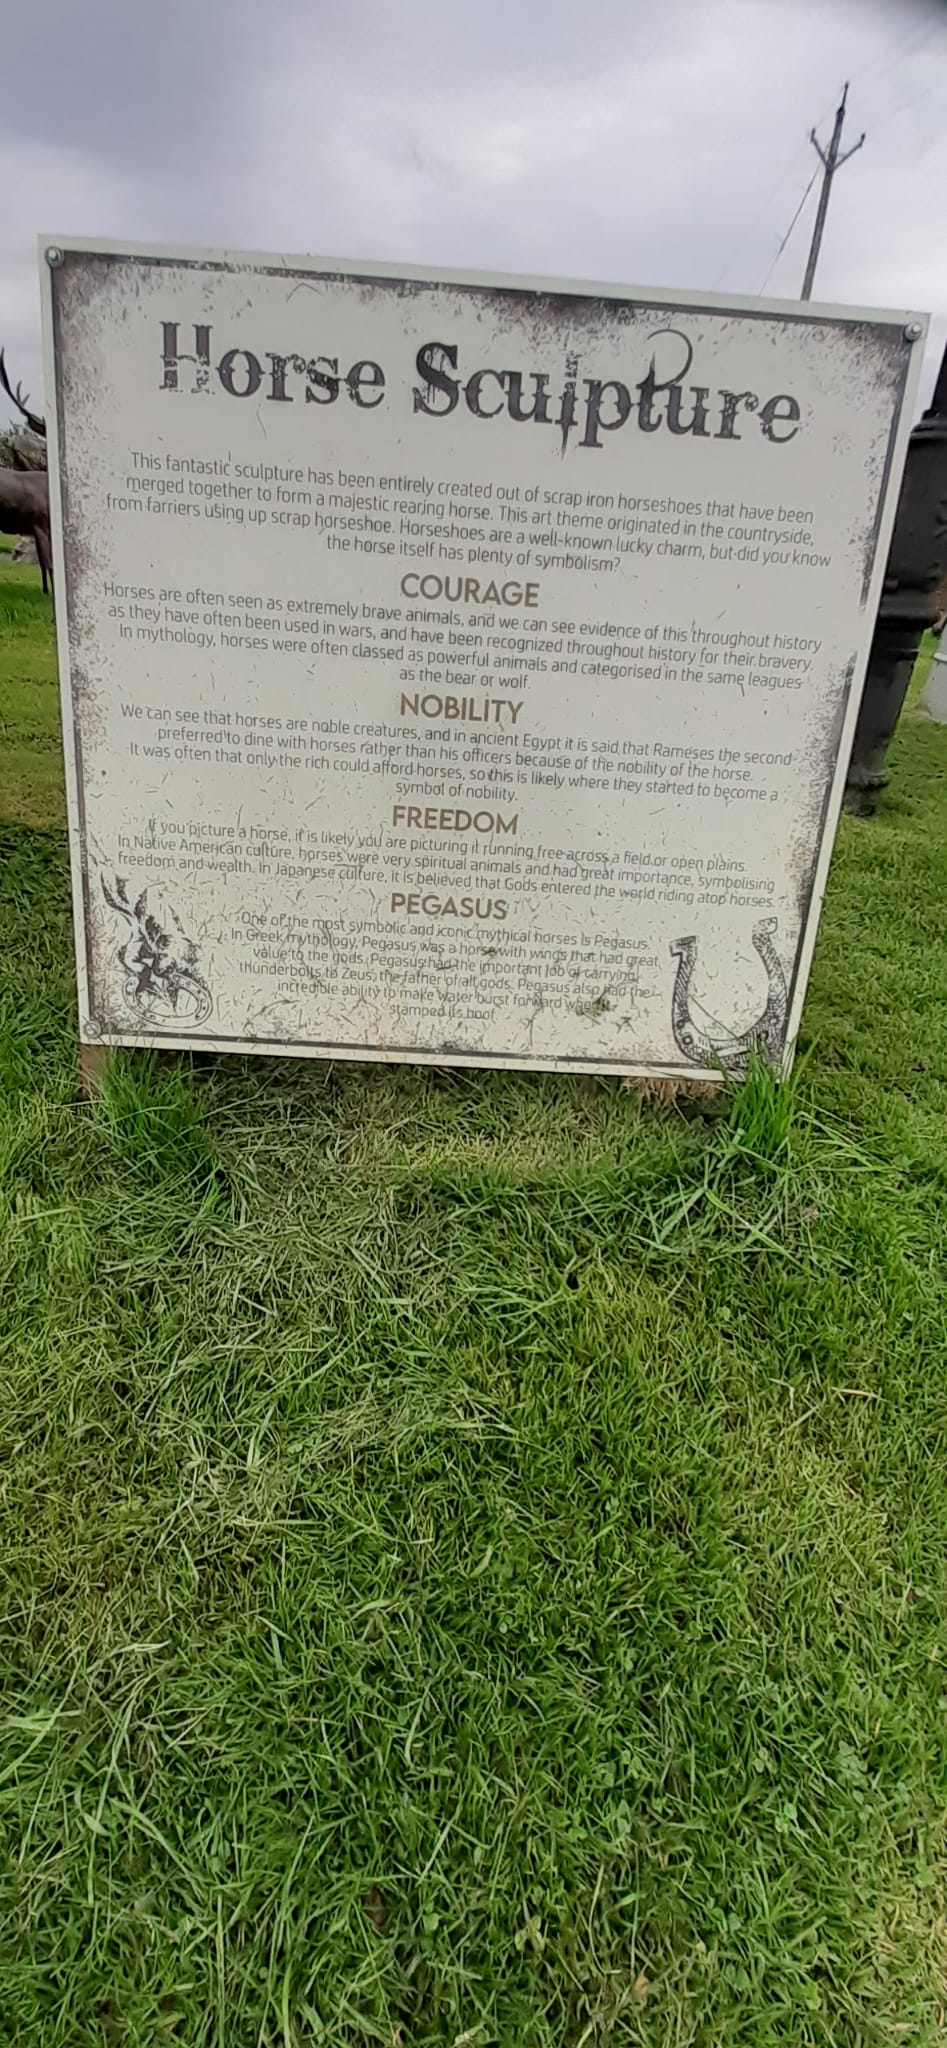 Horse Sculpture
This fantastic sculpture has been entirely created out of scrap iron horseshoes that have been
merged together to form a majestic rearing horse. This art theme originated in the countryside,
from farriers using up scrap horseshoe. Horseshoes are a well-known lucky charm, but did you know
the horse itself has plenty of symbolism?
COURAGE
Horses are often seen as extremely brave animals, and we can see evidence of this throughout history
as they have often been used in wars, and have been recognized throughout history for their bravery.
In mythology, horses were often classed as powerful animals and categorised in the same leagues
as the bear or wolf.
NOBILITY
We can see that horses are noble creatures, and in ancient Egypt it is said that Rameses the second
preferred to dine with horses rather than his officers because of the nobility of the horse.
It was often that only the rich could afford horses, so this is likely where they started to become a
symbol of nobility.
FREEDOM
If you picture a horse, it is likely you are picturing it running free across a field or open plains.
In Native American culture, horses were very spiritual animals and had great importance, symbolising
freedom and wealth. In Japanese culture, it is believed that Gods entered the world riding atop horses.
PEGASUS
One of the most symbolic and iconic mythical horses is Pegasus.
In Greek mythology, Pegasus was a horse with wings that had great
value to the gods. Pegasus had the important job of carrying
thunderbolts to Zeus, the father of all gods. Pegasus also had the
incredible ability to make water burst forward when it
stamped its hoof.